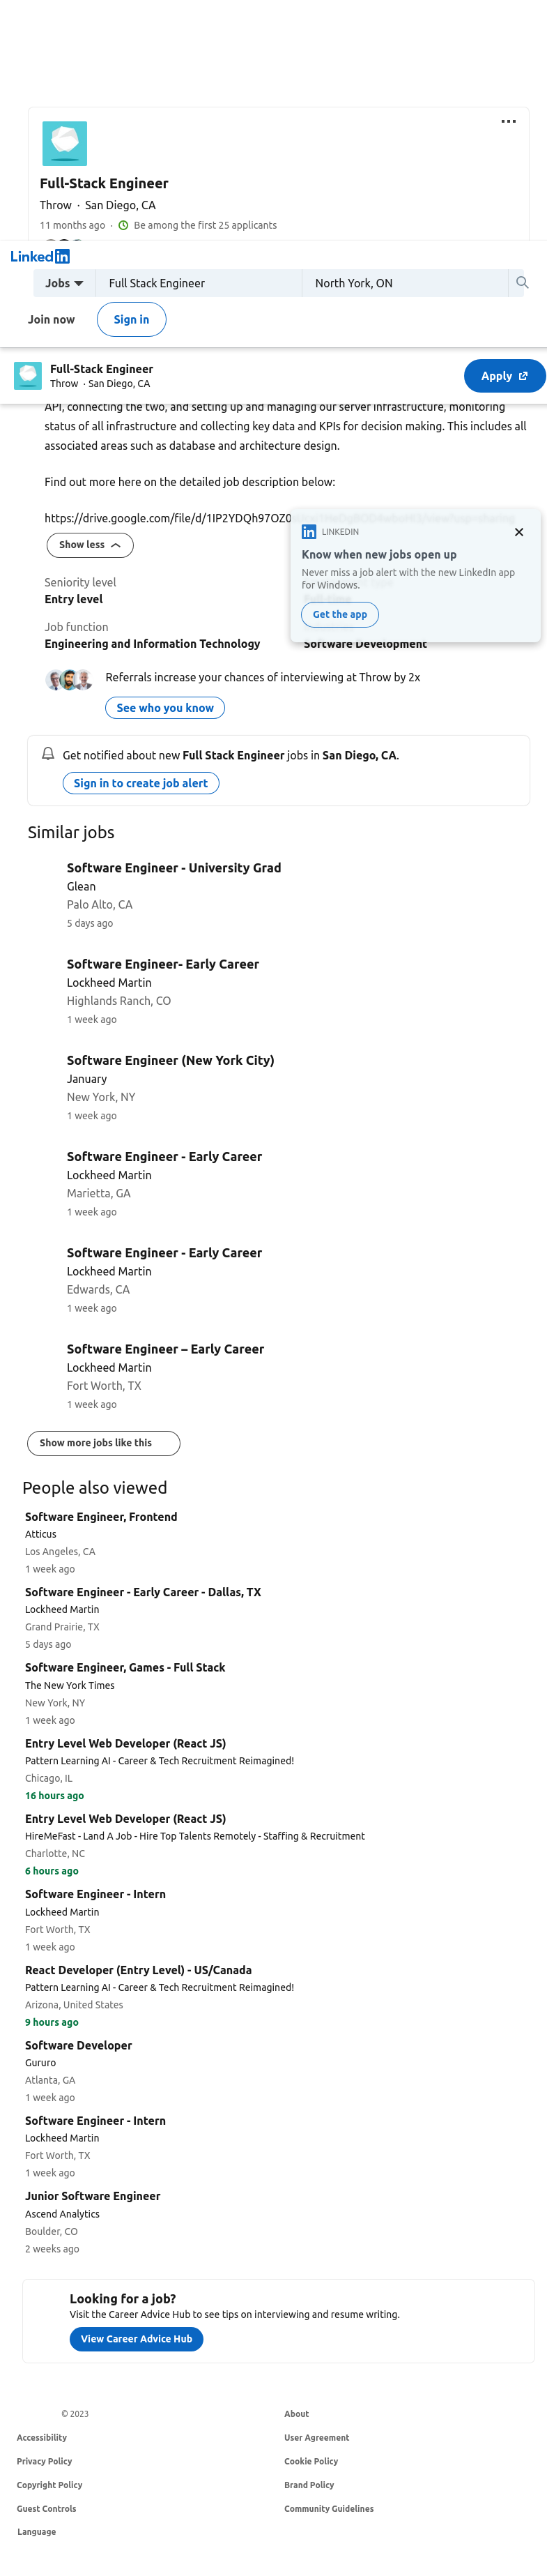 Full-Stack Engineer
Throw · San Diego, CA
11 months ago · Be among the first 25 applicants
LinkedIn
Jobs Full Stack Engineer North York, ON
Join now Sign in
Full-Stack Engineer
Throw · San Diego, CA
Apply
API, connecting the two, and setting up and managing our server infrastructure, monitoring
status of all infrastructure and collecting key data and KPIs for decision making. This includes all
associated areas such as database and architecture design.
Find out more here on the detailed job description below:
https://drive.google.com/file/d/1IP2YDQh97OZ0
LINKEDIN
Know when new jobs open up
Never miss a job alert with the new LinkedIn app
for Windows.
Get the app
Show less
Seniority level
Entry level
Job function
Engineering and Information Technology
Software Development
Referrals increase your chances of interviewing at Throw by 2x
See who you know
Get notified about new Full Stack Engineer jobs in San Diego, CA.
Sign in to create job alert
Similar jobs
Software Engineer - University Grad
Glean
Palo Alto, CA
5 days ago
Software Engineer- Early Career
Lockheed Martin
Highlands Ranch, CO
1 week ago
Software Engineer (New York City)
January
New York, NY
1 week ago
Software Engineer - Early Career
Lockheed Martin
Marietta, GA
1 week ago
Software Engineer - Early Career
Lockheed Martin
Edwards, CA
1 week ago
Software Engineer – Early Career
Lockheed Martin
Fort Worth, TX
1 week ago
Show more jobs like this
People also viewed
Software Engineer, Frontend
Atticus
Los Angeles, CA
1 week ago
Software Engineer - Early Career - Dallas, TX
Lockheed Martin
Grand Prairie, TX
5 days ago
Software Engineer, Games - Full Stack
The New York Times
New York, NY
1 week ago
Entry Level Web Developer (React JS)
Pattern Learning AI - Career & Tech Recruitment Reimagined!
Chicago, IL
16 hours ago
Entry Level Web Developer (React JS)
HireMeFast - Land A Job - Hire Top Talents Remotely - Staffing & Recruitment
Charlotte, NC
6 hours ago
Software Engineer - Intern
Lockheed Martin
Fort Worth, TX
1 week ago
React Developer (Entry Level) - US/Canada
Pattern Learning AI - Career & Tech Recruitment Reimagined!
Arizona, United States
9 hours ago
Software Developer
Gururo
Atlanta, GA
1 week ago
Software Engineer - Intern
Lockheed Martin
Fort Worth, TX
1 week ago
Junior Software Engineer
Ascend Analytics
Boulder, CO
2 weeks ago
Looking for a job?
Visit the Career Advice Hub to see tips on interviewing and resume writing.
View Career Advice Hub
© 2023 About
Accessibility User Agreement
Privacy Policy Cookie Policy
Copyright Policy Brand Policy
Guest Controls Community Guidelines
Language